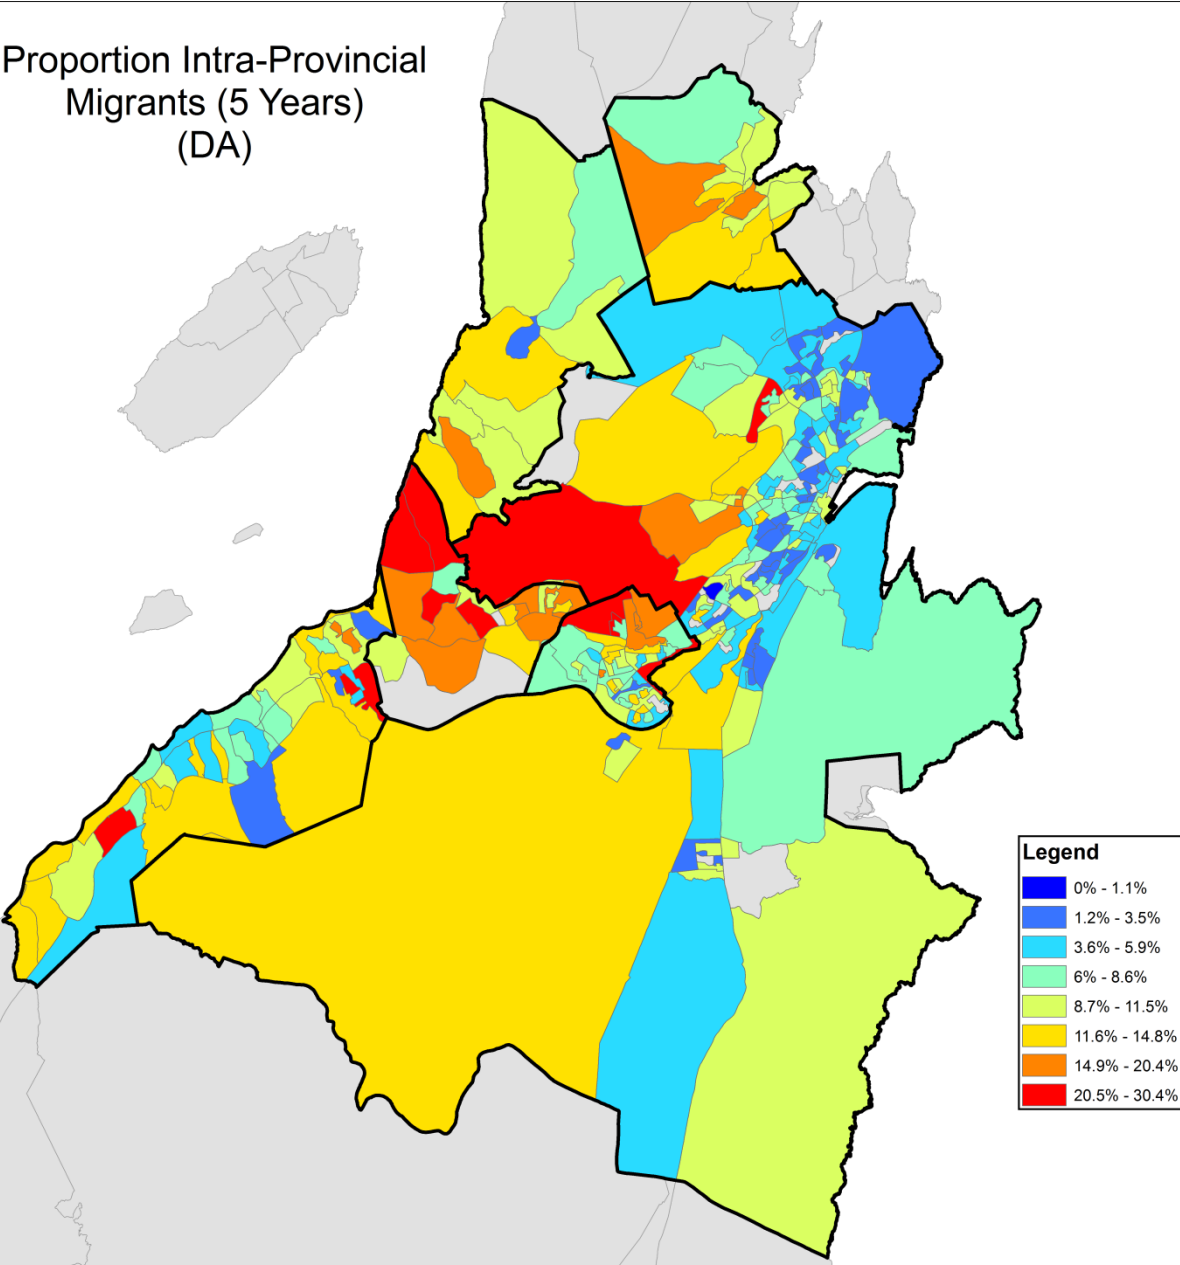 Proportion Intra-Provincial
Migrants (5 Years)
(DA)
Legend
0% - 1.1%
1.2% - 3.5%
3.6% - 5.9%
6% - 8.6%
8.7% - 11.5%
11.6% - 14.8%
14.9% - 20.4%
20.5% - 30.4%